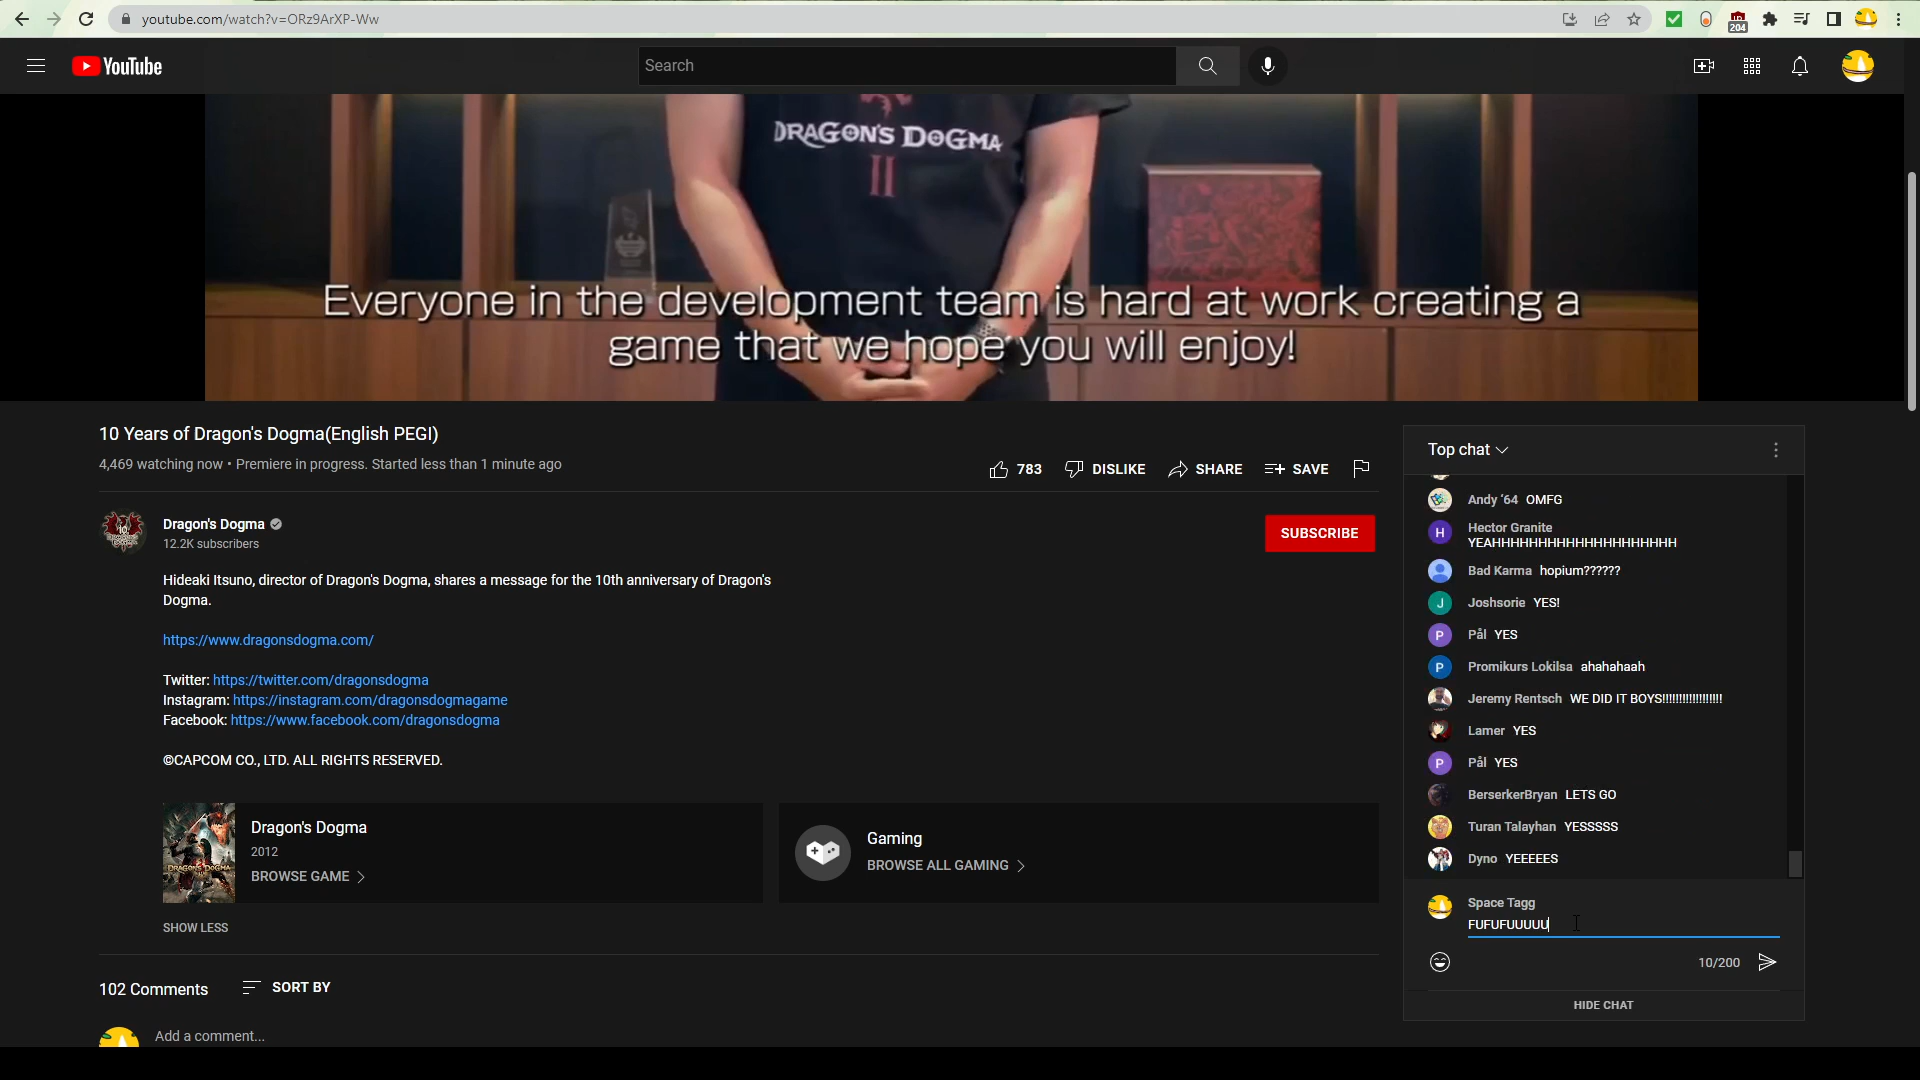 youtube.com/watch?v=ORz9ArXP-Ww
204
YouTube
Search
DRAGON'S DOGMA
II
Everyone in the development team is hard at work creating a
game that we hope you will enjoy!
10 Years of Dragon's Dogma(English PEGI)
4,469 watching now • Premiere in progress. Started less than 1 minute ago
783
DISLIKE
SHARE
SAVE
Dragon's Dogma
12.2K subscribers
SUBSCRIBE
Hideaki Itsuno, director of Dragon's Dogma, shares a message for the 10th anniversary of Dragon's
Dogma.
https://www.dragonsdogma.com/
Twitter: https://twitter.com/dragonsdogma
Instagram: https://instagram.com/dragonsdogmagame
Facebook: https://www.facebook.com/dragonsdogma
©CAPCOM CO., LTD. ALL RIGHTS RESERVED.
Dragon's Dogma
2012
BROWSE GAME
Gaming
BROWSE ALL GAMING
SHOW LESS
102 Comments
SORT BY
Add a comment...
Top chat
Andy ‘64 OMFG
H Hector Granite
YEAHHHHHHHHHHHHHHHHHHHHH
Bad Karma hopium??????
J Joshsorie YES!
P Pål YES
P Promikurs Lokilsa ahahahaah
Jeremy Rentsch WE DID IT BOYS!!!!!!!!!!!!!!!!!!
Lamer YES
P Pål YES
BerserkerBryan LETS GO
Turan Talayhan YESSSSS
Dyno YEEEEES
Space Tagg
FUFUFUUUUU
10/200
HIDE CHAT